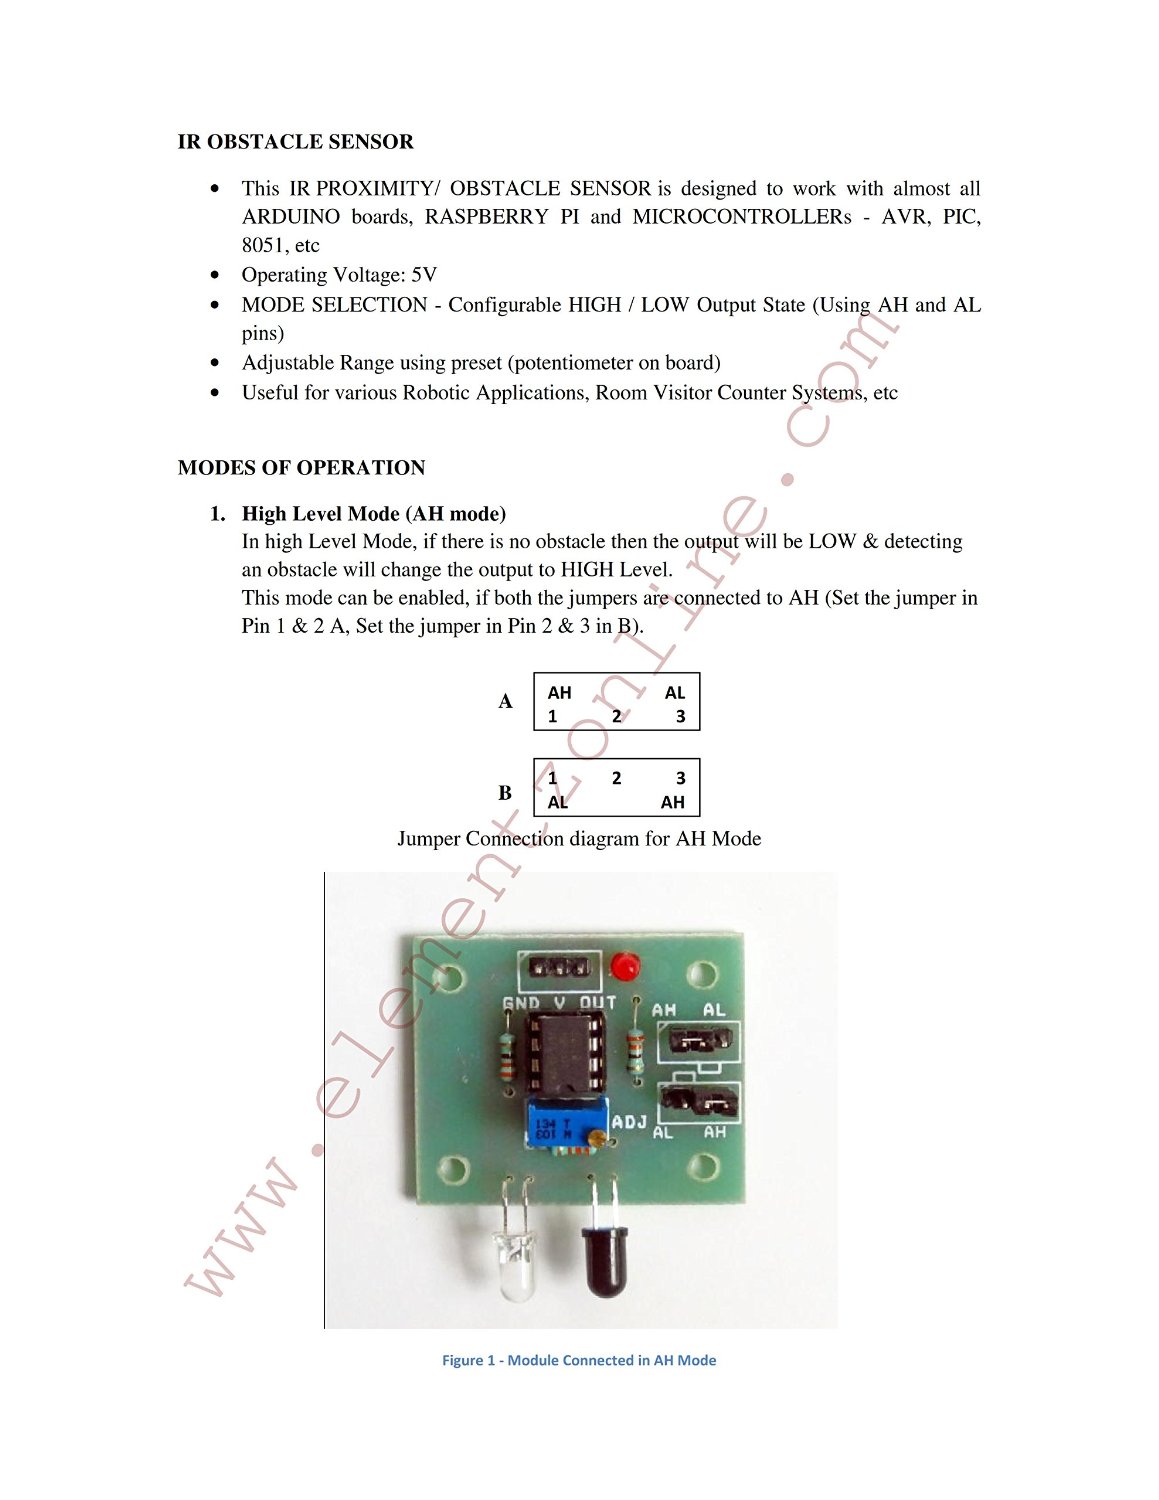 IR OBSTACLE SENSOR
• This IR PROXIMITY/ OBSTACLE SENSOR is designed to work with almost all
ARDUINO boards, RASPBERRY PI and MICROCONTROLLERs - AVR, PIC,
8051, etc
• Operating Voltage: 5V
• MODE SELECTION - Configurable HIGH / LOW Output State (Using AH and AL
pins)
• Adjustable Range using preset (potentiometer on board)
• Useful for various Robotic Applications, Room Visitor Counter Systems, etc
MODES OF OPERATION
1. High Level Mode (AH mode)
In high Level Mode, if there is no obstacle then the output will be LOW & detecting
an obstacle will change the output to HIGH Level.
This mode can be enabled, if both the jumpers are connected to AH (Set the jumper in
Pin 1 & 2 A, Set the jumper in Pin 2 & 3 in B).
A
AH AL
1 2 3
B
1 2 3
AL AH
Jumper Connection diagram for AH Mode
GND V OUT
AH AL
ADJ
AL AH
Figure 1 - Module Connected in AH Mode
www.elementzonline.com